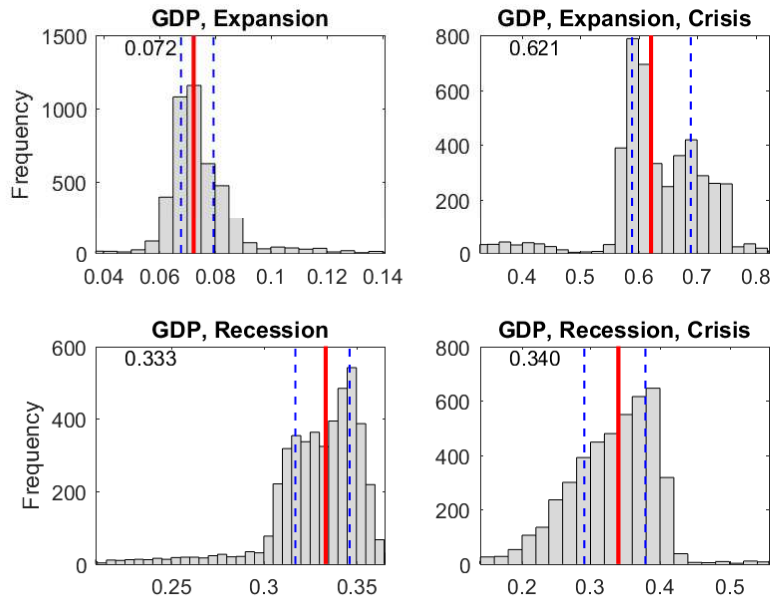 GDP, Expansion
0.072
Frequency
1500
1000
500
0
0.04 0.06 0.08 0.1 0.12 0.14
GDP, Expansion, Crisis
0.621
800
600
400
200
0
0.4 0.6 0.7 0.8
GDP, Recession
0.333
Frequency
600
400
200
0
0.25 0.3 0.35
GDP, Recession, Crisis
0.340
800
600
400
200
0
0.2 0.3 0.4 0.5